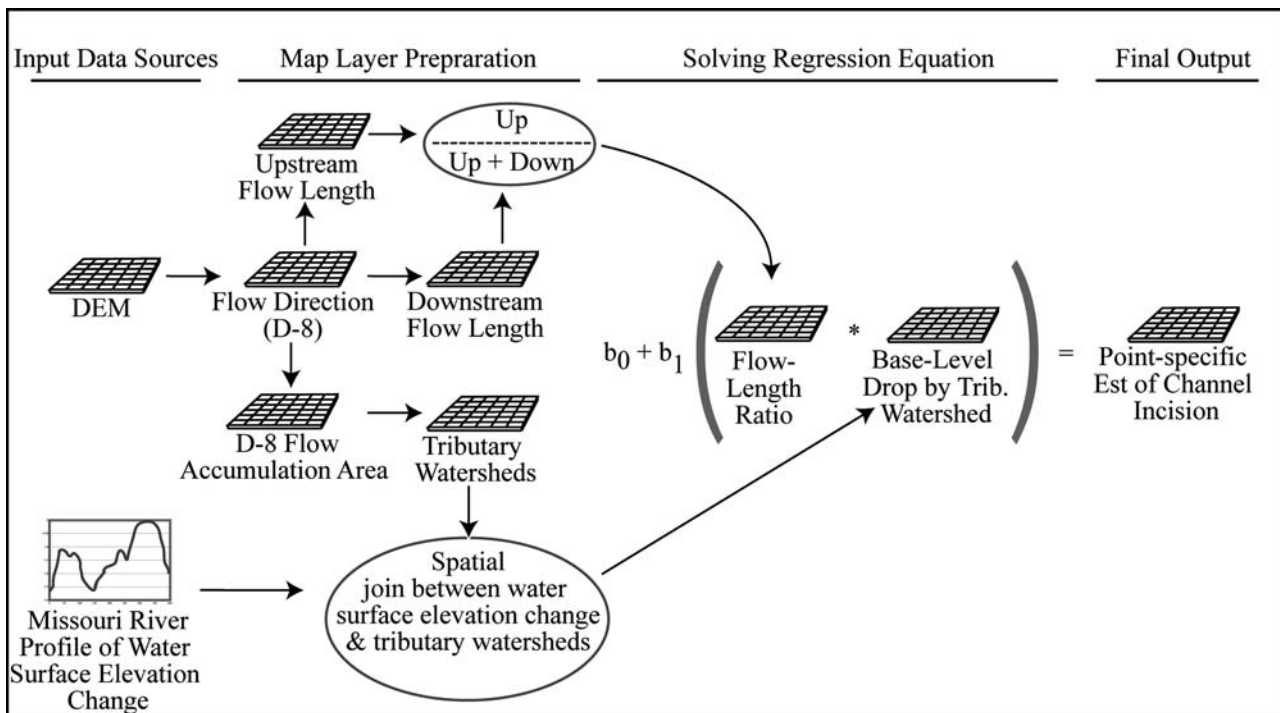 Input Data Sources
Map Layer Prepraration
Solving Regression Equation
Final Output
Upstream
Flow Length
Up
Up + Down
DEM
Flow Direction
(D-8)
Downstream
Flow Length
D-8 Flow
Accumulation Area
Tributary
Watersheds
b0 + b1
Flow-
Length
Ratio
*
Base-Level
Drop by Trib.
Watershed
=
Point-specific
Est of Channel
Incision
Missouri River
Profile of Water
Surface Elevation
Change
Spatial
join between water
surface elevation change
& tributary watersheds